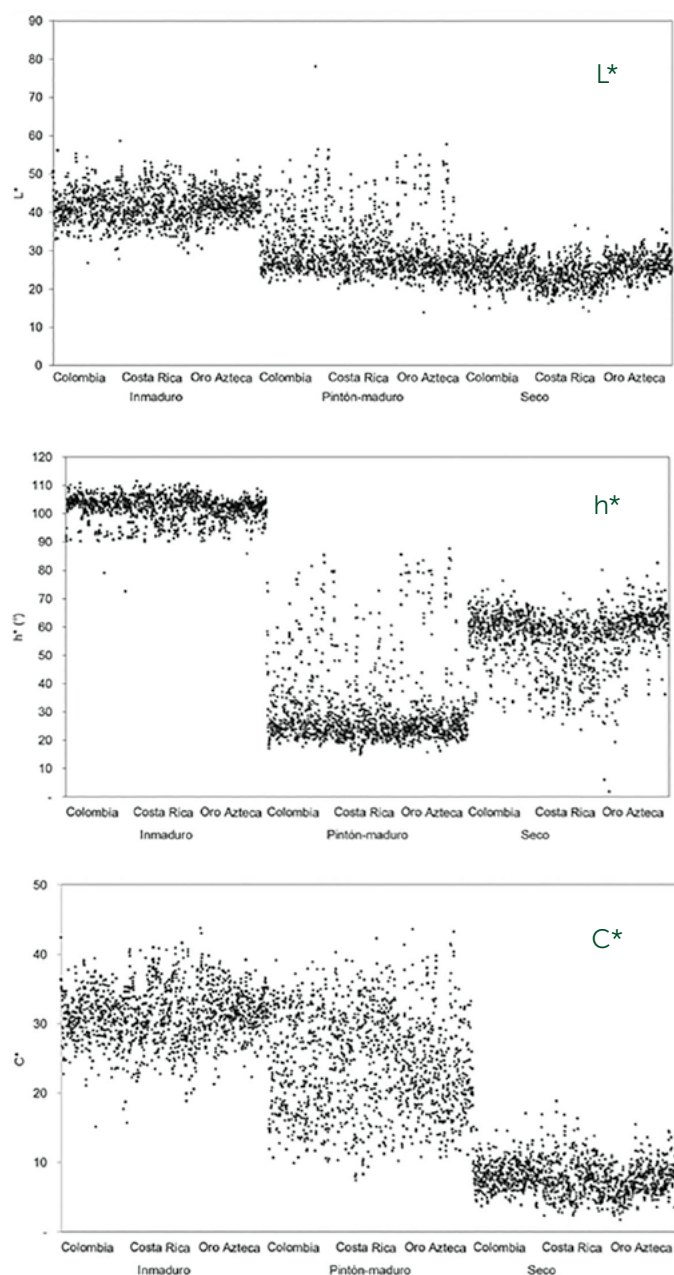 90
L*
80
70
60
50
L*
40
30
20
10
0
Colombia Costa Rica Oro Azteca Colombia Costa Rica Oro Azteca Colombia Costa Rica Oro Azteca
Inmaduro Pintón-maduro Seco
120
110
h*
100
90
80
70
60
h* (°)
50
40
30
20
10
-
Colombia Costa Rica Oro Azteca Colombia Costa Rica Oro Azteca Colombia Costa Rica Oro Azteca
Inmaduro Pintón-maduro Seco
50
C*
40
30
C*
20
10
-
Colombia Costa Rica Oro Azteca Colombia Costa Rica Oro Azteca Colombia Costa Rica Oro Azteca
Inmaduro Pintón-maduro Seco